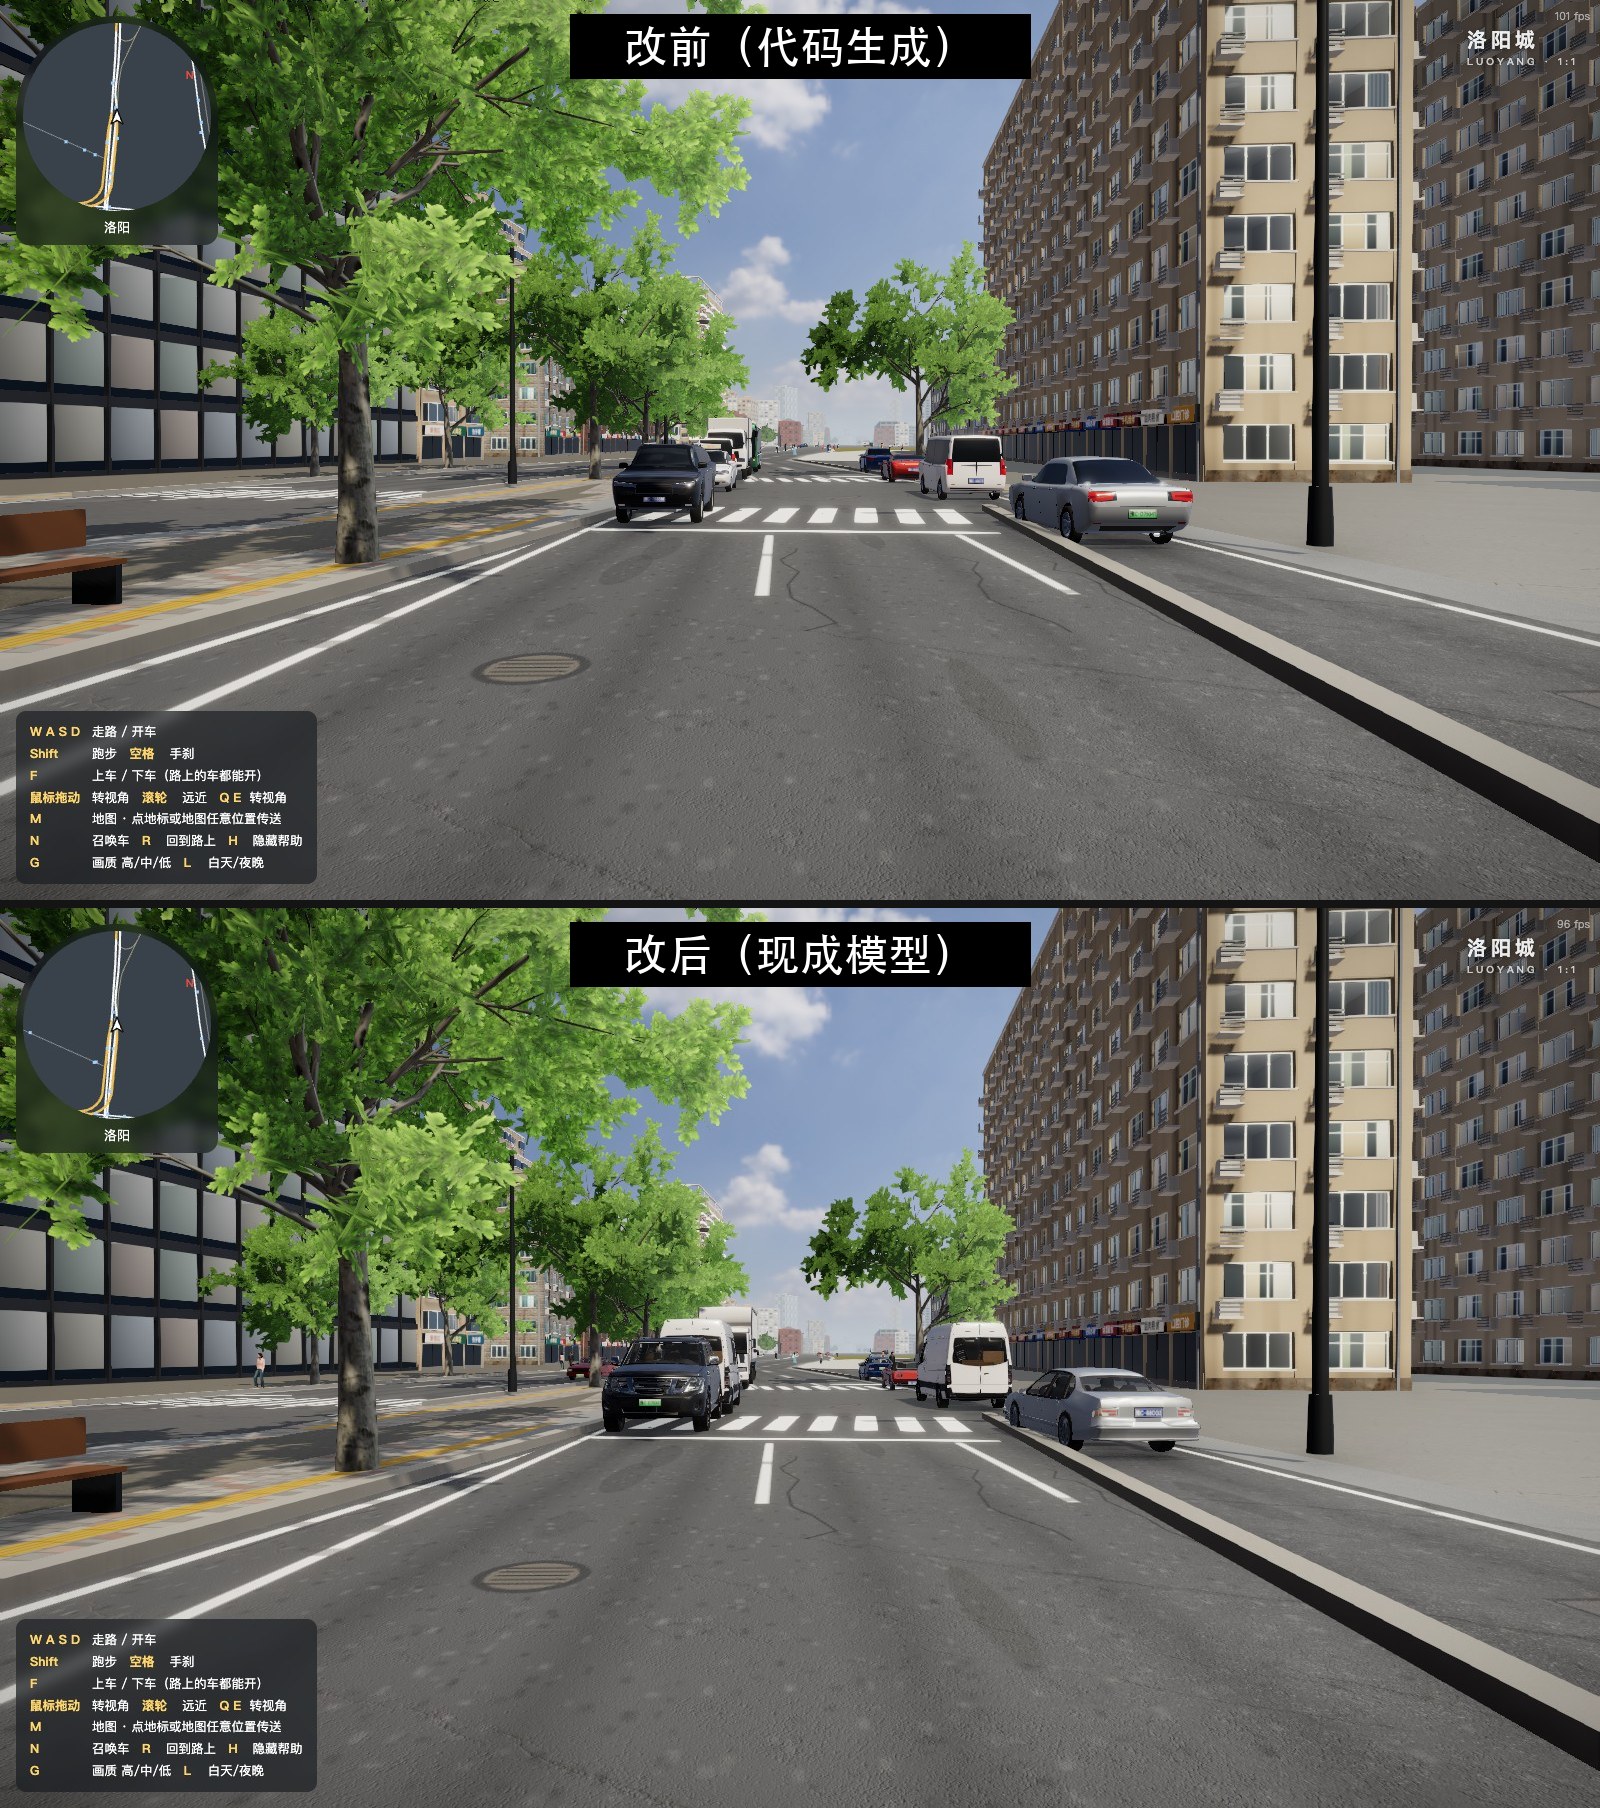 改前（代码生成）
101 fps
洛阳城
LUOYANG · 1:1
N
洛阳
W A S D 走路 / 开车
Shift 跑步 空格 手刹
F 上车 / 下车（路上的车都能开）
鼠标拖动 转视角 滚轮 远近 Q E 转视角
M 地图 · 点地标或地图任意位置传送
N 召唤车 R 回到路上 H 隐藏帮助
G 画质 高/中/低 L 白天/夜晚
改后（现成模型）
96 fps
洛阳城
LUOYANG · 1:1
N
洛阳
W A S D 走路 / 开车
Shift 跑步 空格 手刹
F 上车 / 下车（路上的车都能开）
鼠标拖动 转视角 滚轮 远近 Q E 转视角
M 地图 · 点地标或地图任意位置传送
N 召唤车 R 回到路上 H 隐藏帮助
G 画质 高/中/低 L 白天/夜晚